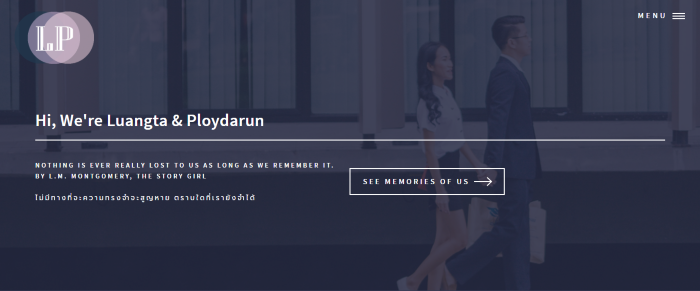 LP
MENU
Hi, We're Luangta & Ploydarun
NOTHING IS EVER REALLY LOST TO US AS LONG AS WE REMEMBER IT.
BY L.M. MONTGOMERY, THE STORY GIRL
SEE MEMORIES OF US
ไม่มีทางที่จะความทรงจำจะสูญหาย ตราบใดที่เรายังจำได้